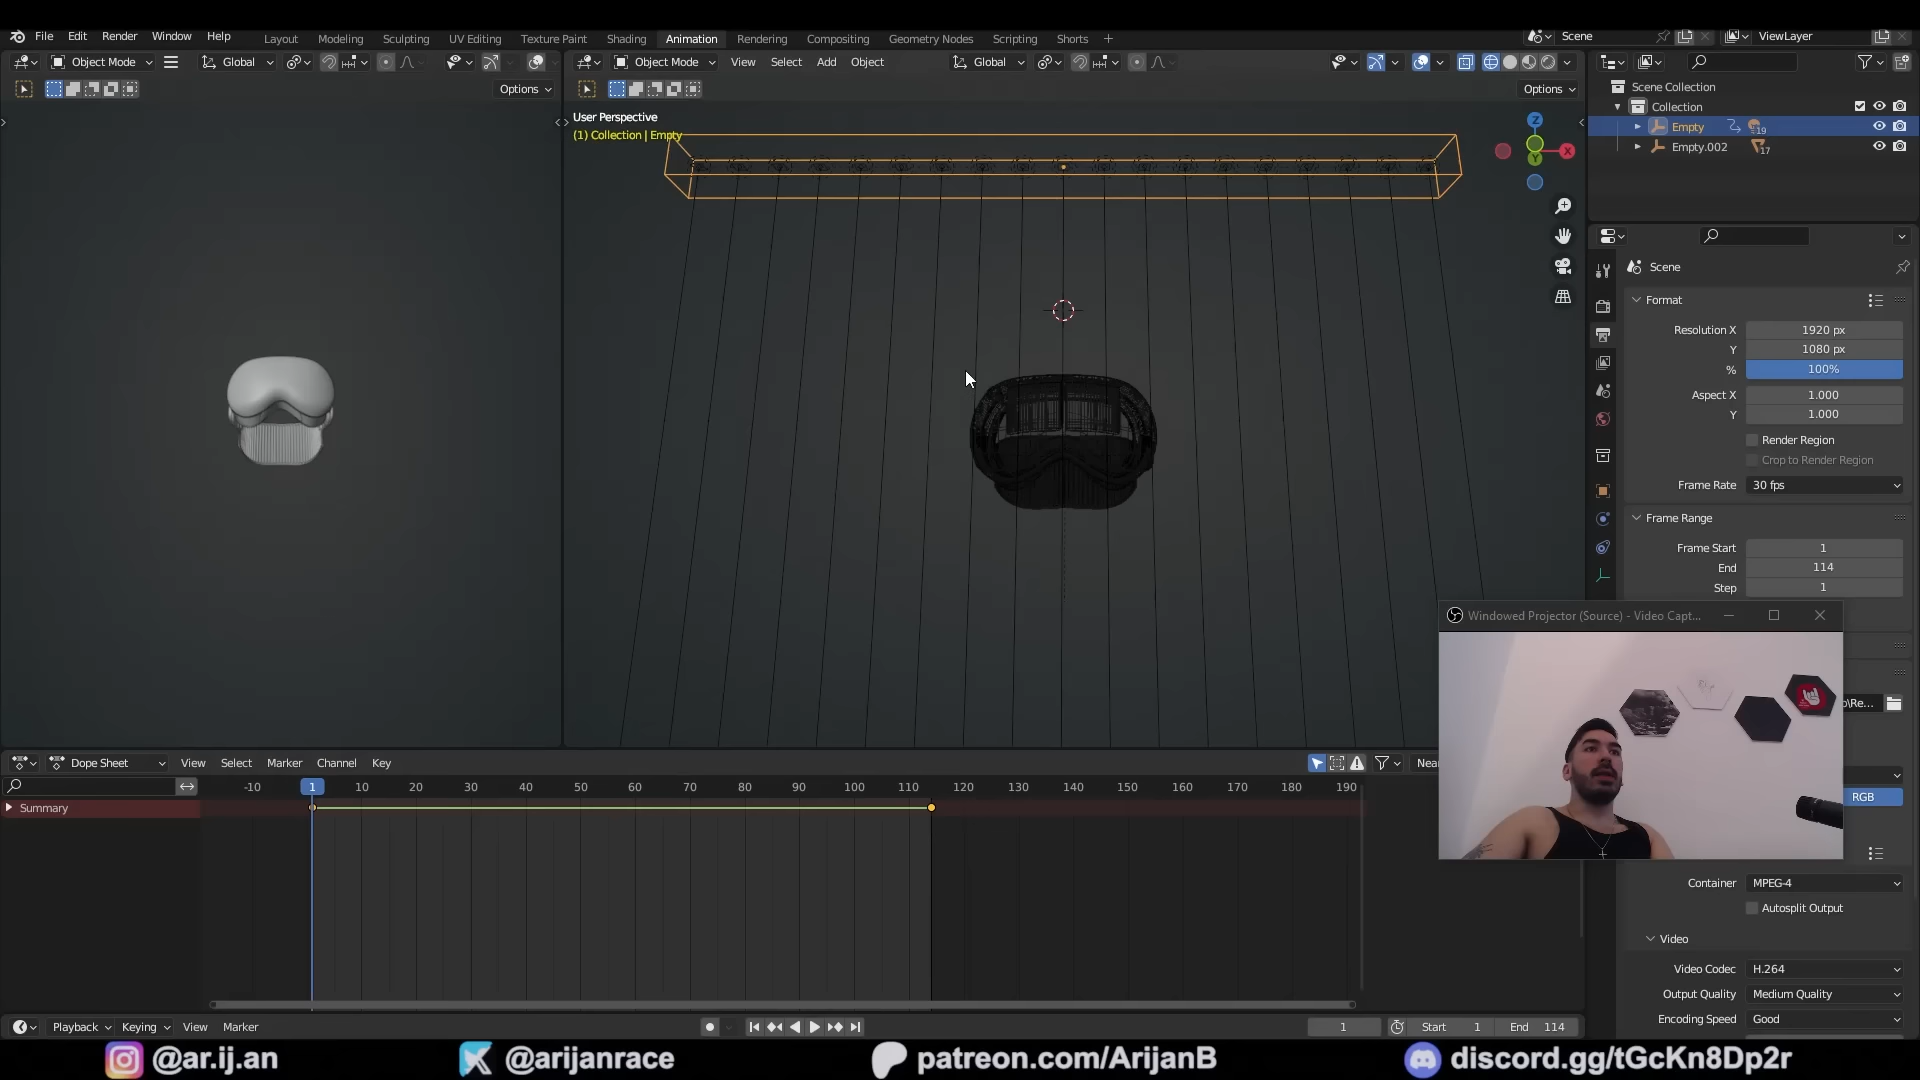 File Edit Render Window Help
Layout Modeling Sculpting UV Editing Texture Paint Shading Animation Rendering Compositing Geometry Nodes Scripting Shorts +
Scene
ViewLayer
Object Mode Global
Object Mode View Select Add Object Global
Options
Options
User Perspective
(1) Collection | Empty
Z
Y
X
Scene Collection
Collection
Empty 19
Empty.002 17
Scene
Format
Resolution X 1920 px
Y 1080 px
% 100%
Aspect X 1.000
Y 1.000
Render Region
Crop to Render Region
Frame Rate 30 fps
Frame Range
Frame Start 1
End 114
Step 1
Windowed Projector (Source) - Video Capt...
o\Re...
RGB
Container MPEG-4
Autosplit Output
Video
Video Codec H.264
Output Quality Medium Quality
Encoding Speed Good
Dope Sheet View Select Marker Channel Key
Near
-10 1 10 20 30 40 50 60 70 80 90 100 110 120 130 140 150 160 170 180 190
Summary
Playback Keying View Marker
1 Start 1 End 114
@ar.ij.an @arijanrace patreon.com/ArijanB discord.gg/tGcKn8Dp2r